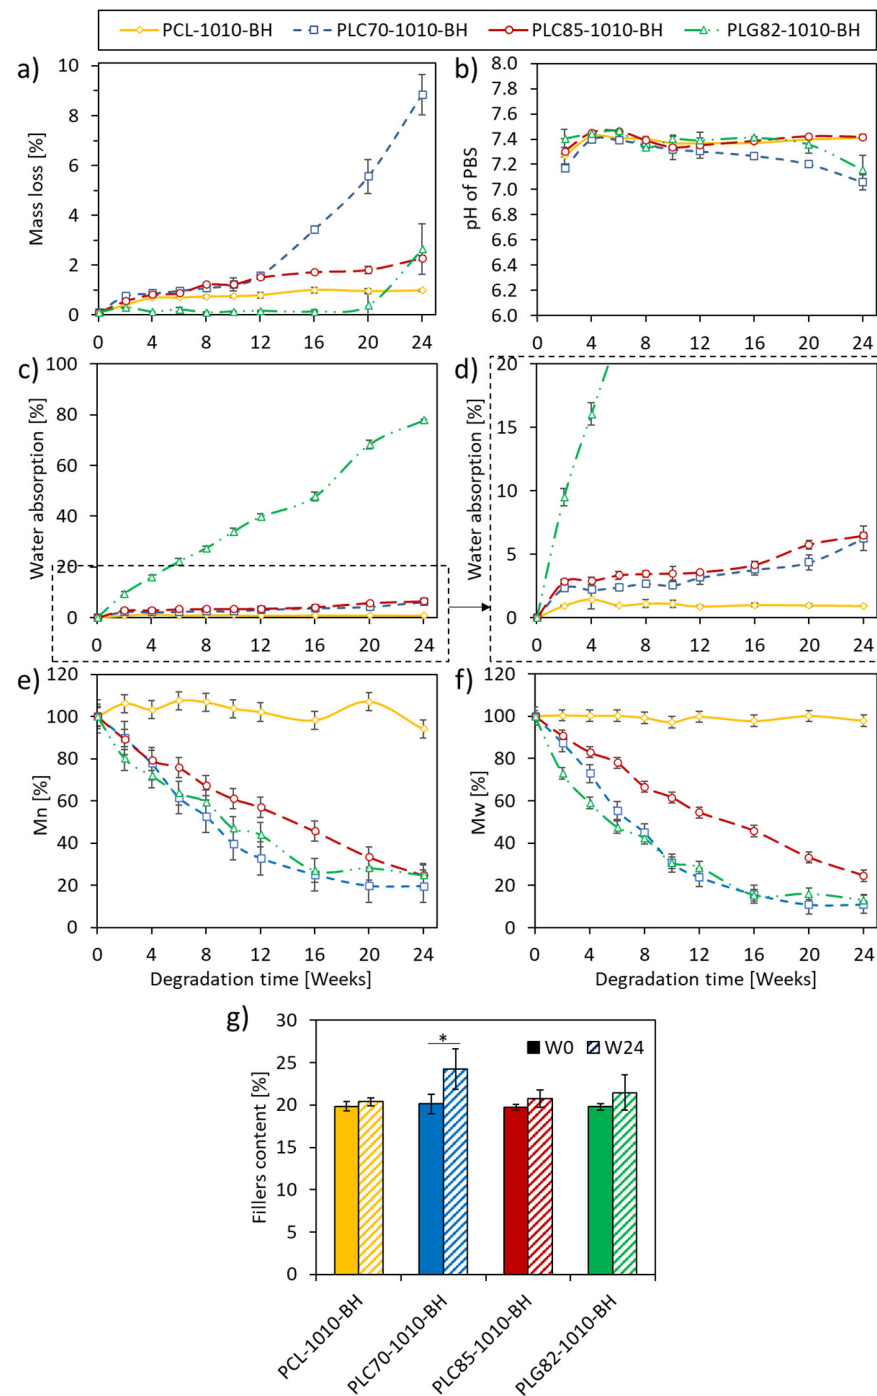 PCL-1010-BH PLC70-1010-BH PLC85-1010-BH PLG82-1010-BH
a)
Mass loss [%]
10
8
6
4
2
0
0 4 8 12 16 20 24
b)
pH of PBS
8.0
7.8
7.6
7.4
7.2
7.0
6.8
6.6
6.4
6.2
6.0
0 4 8 12 16 20 24
c)
Water absorption [%]
100
80
60
40
20
0
0 4 8 12 16 20 24
d)
Water absorption [%]
20
15
10
5
0
0 4 8 12 16 20 24
e)
Mn [%]
120
100
80
60
40
20
0
0 4 8 12 16 20 24
Degradation time [Weeks]
f)
Mw [%]
120
100
80
60
40
20
0
0 4 8 12 16 20 24
Degradation time [Weeks]
g)
Fillers content [%]
30
25
20
15
10
5
0
*
W0 W24
PCL-1010-BH
PLC70-1010-BH
PLC85-1010-BH
PLG82-1010-BH